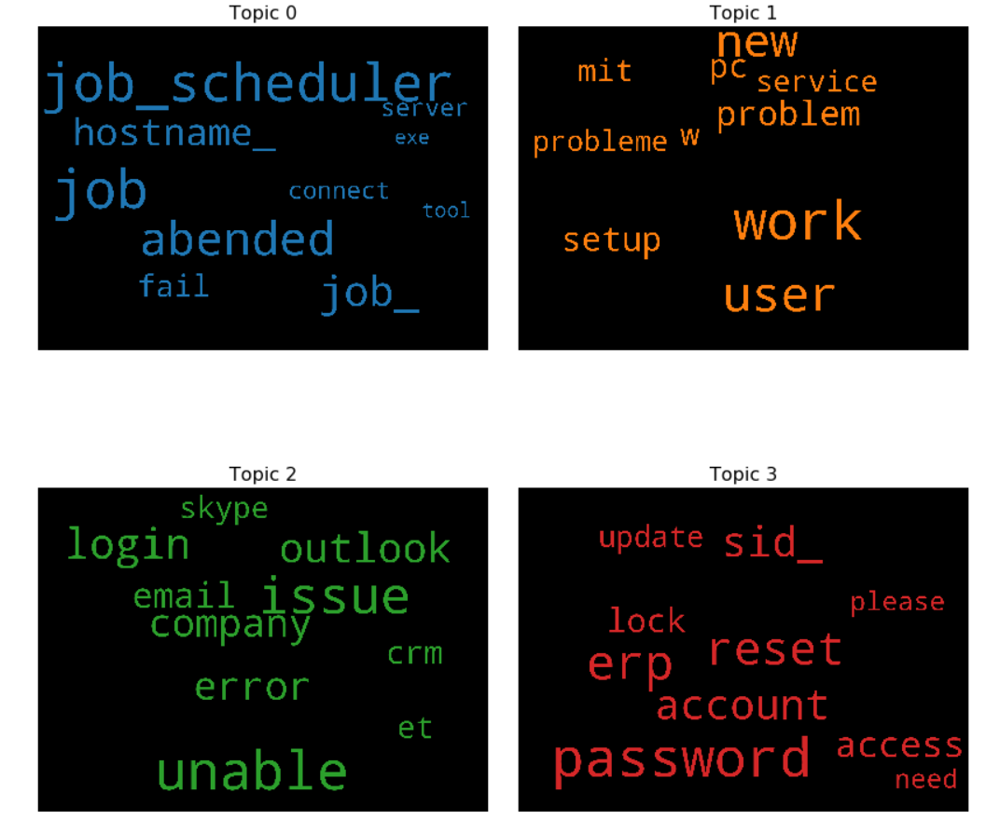 Topic 0
job_scheduler
server
hostname_
exe
job
connect
tool
abended
fail
job_
Topic 1
new
mit
pc
service
problem
probleme
w
work
setup
user
Topic 2
skype
login
outlook
email
issue
company
crm
error
et
unable
Topic 3
update
sid_
please
lock
reset
erp
account
access
password
need